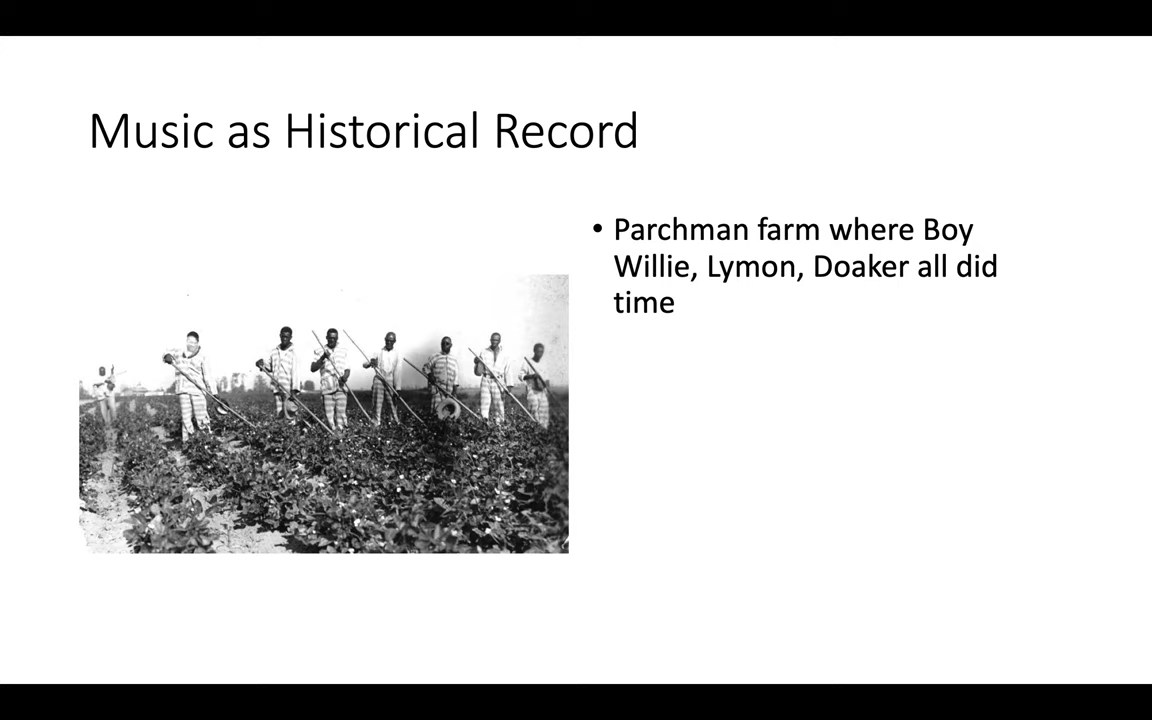 Music as Historical Record
• Parchman farm where Boy
Willie, Lymon, Doaker all did
time